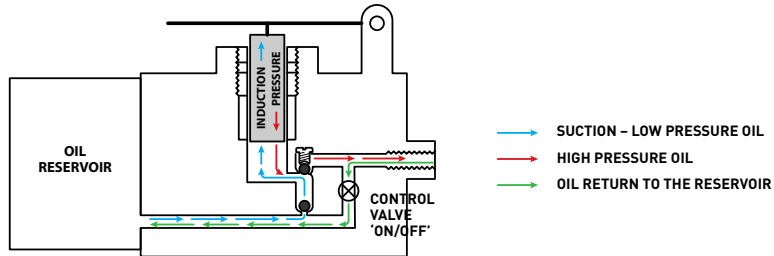 INDUCTION
PRESSURE
OIL
RESERVOIR
CONTROL
VALVE
‘ON/OFF’
SUCTION – LOW PRESSURE OIL
HIGH PRESSURE OIL
OIL RETURN TO THE RESERVOIR